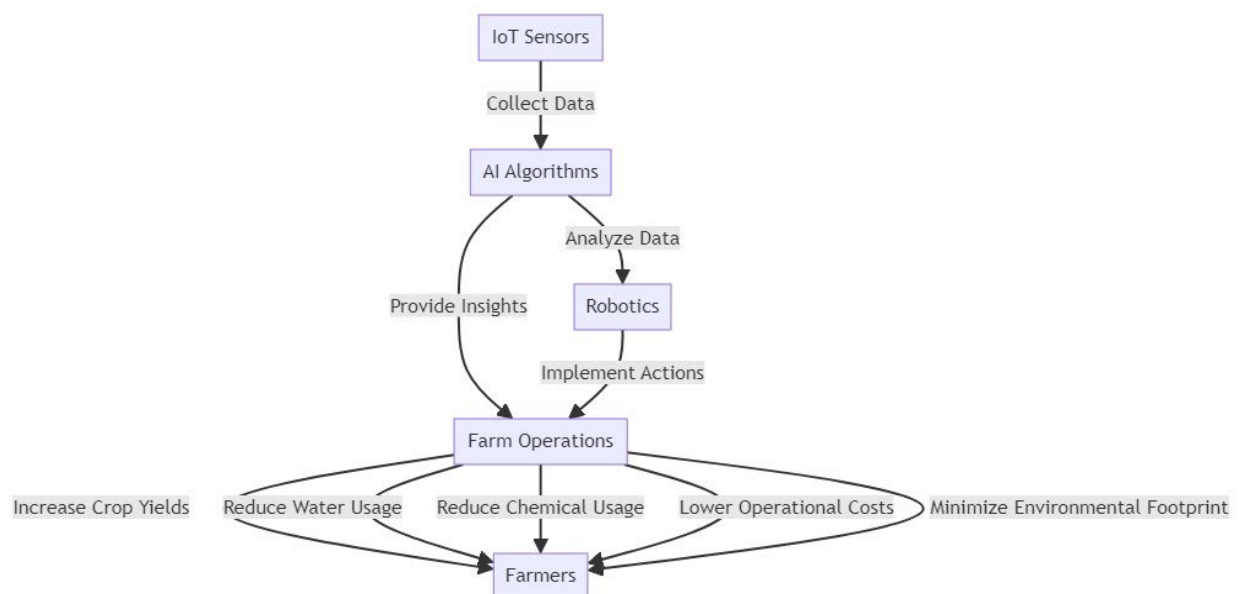 IoT Sensors
Collect Data
AI Algorithms
Analyze Data
Provide Insights
Robotics
Implement Actions
Farm Operations
Increase Crop Yields
Reduce Water Usage
Reduce Chemical Usage
Lower Operational Costs
Minimize Environmental Footprint
Farmers